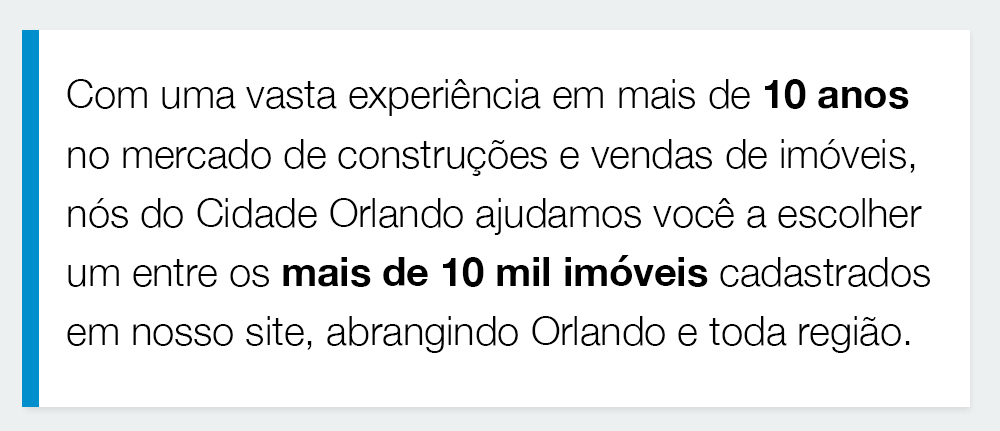 Com uma vasta experiência em mais de 10 anos
no mercado de construções e vendas de imóveis,
nós do Cidade Orlando ajudamos você a escolher
um entre os mais de 10 mil imóveis cadastrados
em nosso site, abrangindo Orlando e toda região.